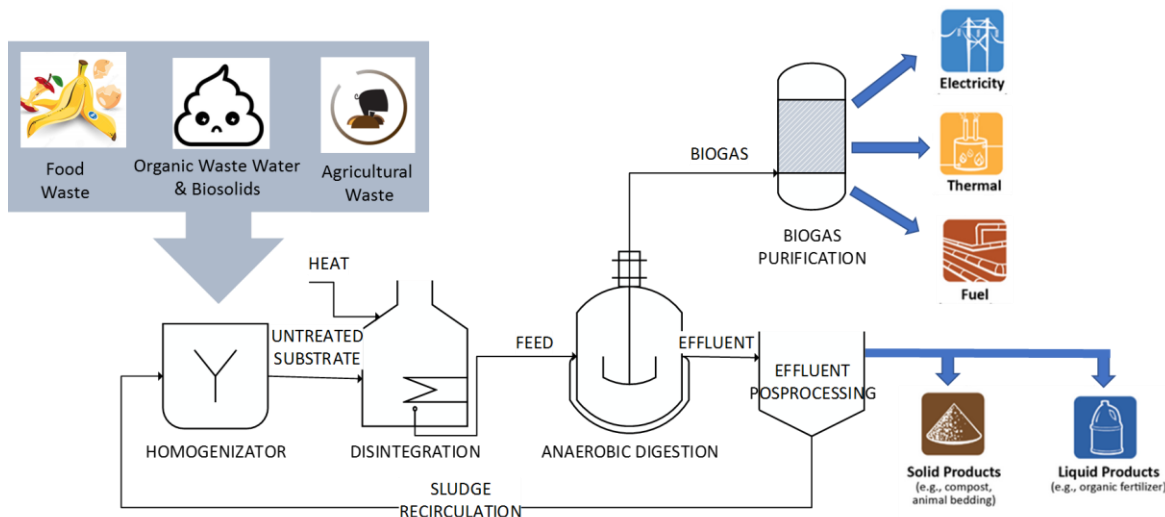 Food
Waste
Organic Waste Water
& Biosolids
Agricultural
Waste
BIOGAS
BIOGAS
PURIFICATION
Electricity
Thermal
Fuel
HEAT
UNTREATED
SUBSTRATE
FEED
EFFLUENT
EFFLUENT
POSPROCESSING
HOMOGENIZATOR
DISINTEGRATION
ANAEROBIC DIGESTION
SLUDGE
RECIRCULATION
Solid Products
(e.g., compost,
animal bedding)
Liquid Products
(e.g., organic fertilizer)